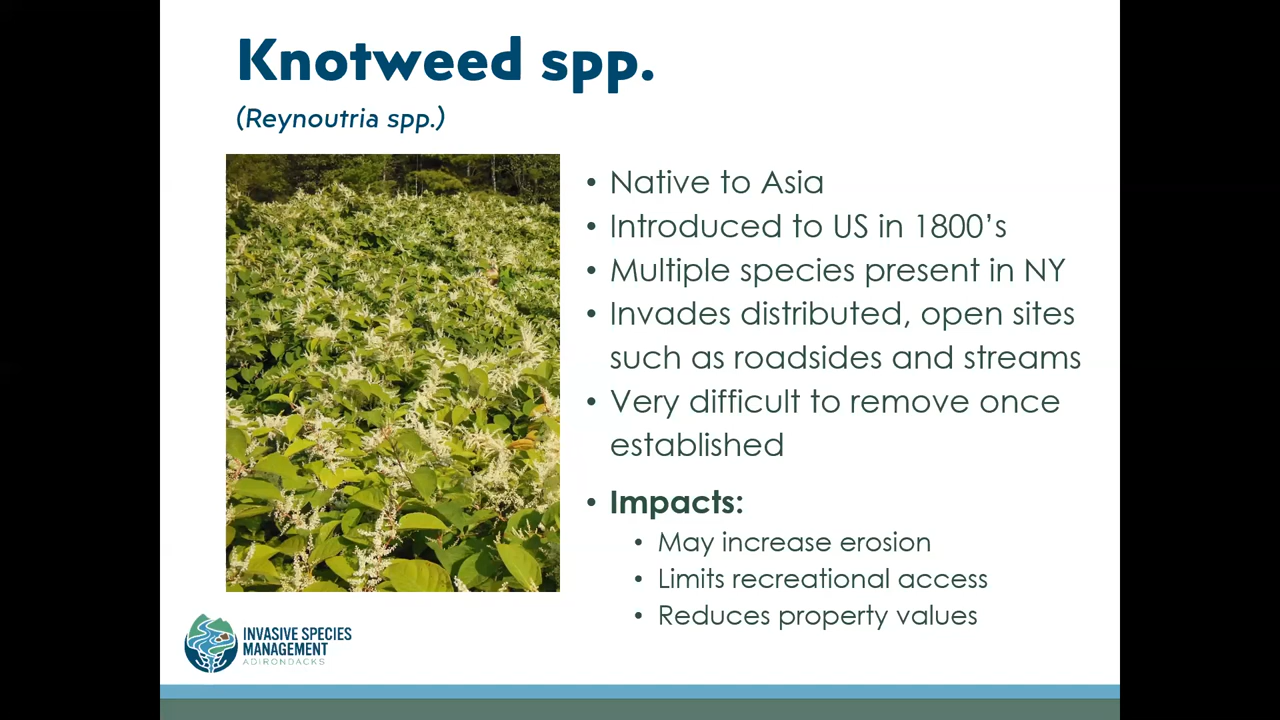 Knotweed spp.
(Reynoutria spp.)
• Native to Asia
• Introduced to US in 1800’s
• Multiple species present in NY
• Invades distributed, open sites
such as roadsides and streams
• Very difficult to remove once
established
• Impacts:
• May increase erosion
• Limits recreational access
• Reduces property values
INVASIVE SPECIES
MANAGEMENT
ADIRONDACKS